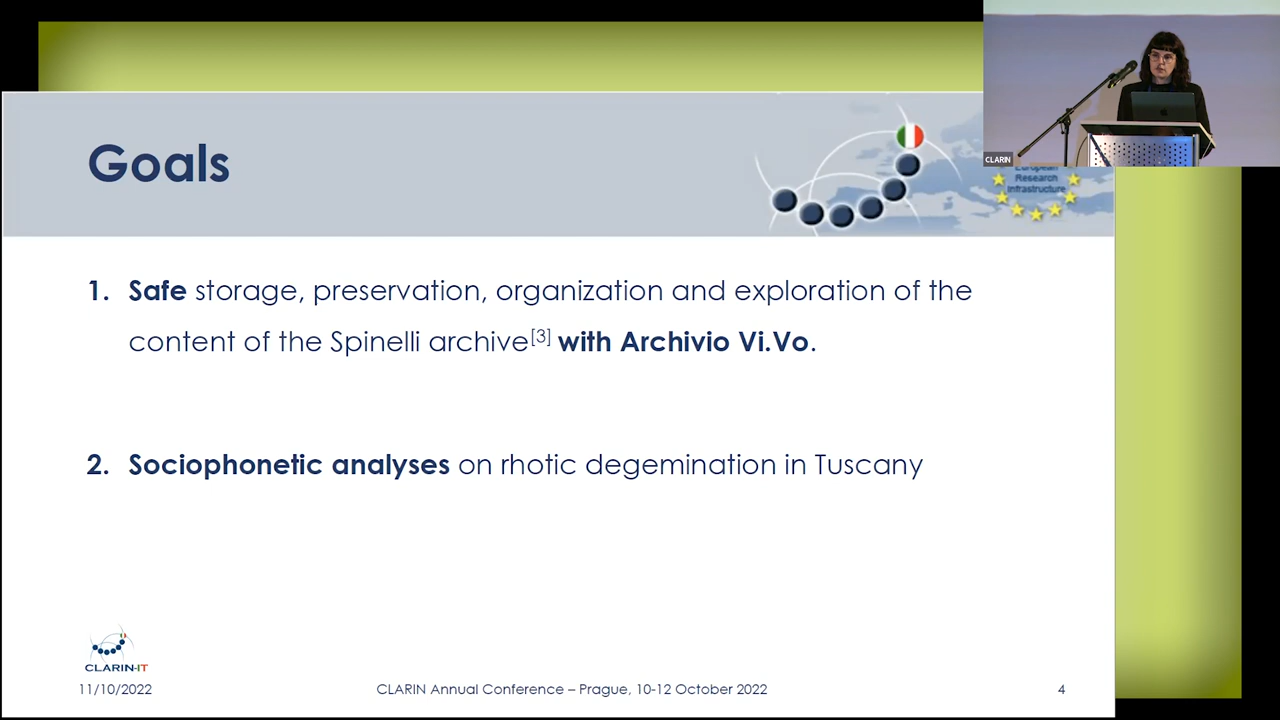 Goals
European
Research
Infrastructure
CLARIN
1. Safe storage, preservation, organization and exploration of the
content of the Spinelli archive[3] with Archivio Vi.Vo.
2. Sociophonetic analyses on rhotic degemination in Tuscany
CLARIN-IT
11/10/2022
CLARIN Annual Conference – Prague, 10-12 October 2022
4